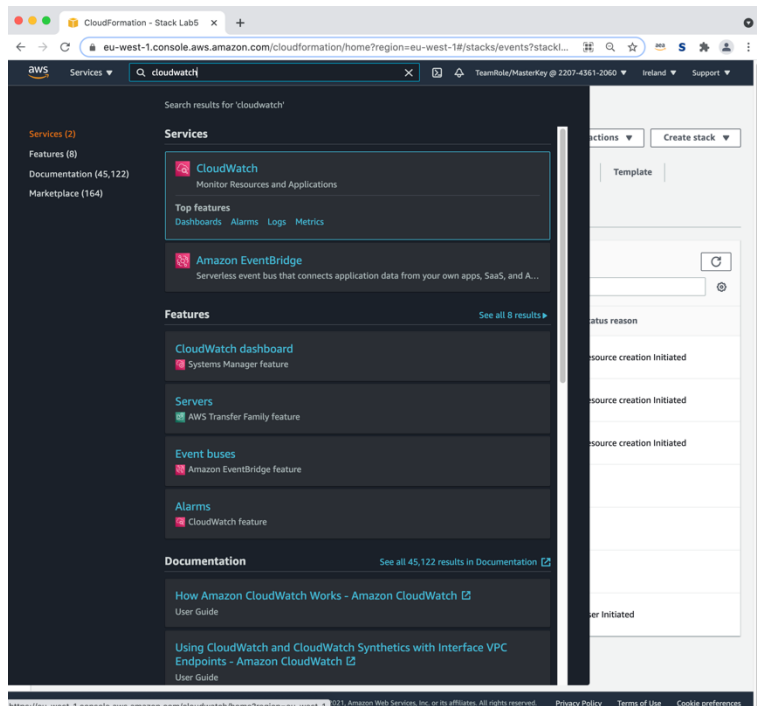 CloudFormation - Stack Lab5
eu-west-1.console.aws.amazon.com/cloudformation/home?region=eu-west-1#/stacks/events?stackI...
aws
Services ▼
cloudwatch
TeamRole/MasterKey @ 2207-4361-2060 ▼
Ireland ▼
Support ▼
Search results for 'cloudwatch'
Services (2)
Features (8)
Documentation (45,122)
Marketplace (164)
Services
CloudWatch
Monitor Resources and Applications
Top features
Dashboards Alarms Logs Metrics
Amazon EventBridge
Serverless event bus that connects application data from your own apps, SaaS, and A...
Features
See all 8 results
CloudWatch dashboard
Systems Manager feature
Servers
AWS Transfer Family feature
Event buses
Amazon EventBridge feature
Alarms
CloudWatch feature
Documentation
See all 45,122 results in Documentation
How Amazon CloudWatch Works - Amazon CloudWatch
User Guide
Using CloudWatch and CloudWatch Synthetics with Interface VPC
Endpoints - Amazon CloudWatch
User Guide
actions ▼
Create stack ▼
Template
atus reason
esource creation Initiated
esource creation Initiated
esource creation Initiated
ser Initiated
2021, Amazon Web Services, Inc. or its affiliates. All rights reserved.
Privacy Policy
Terms of Use
Cookie preferences